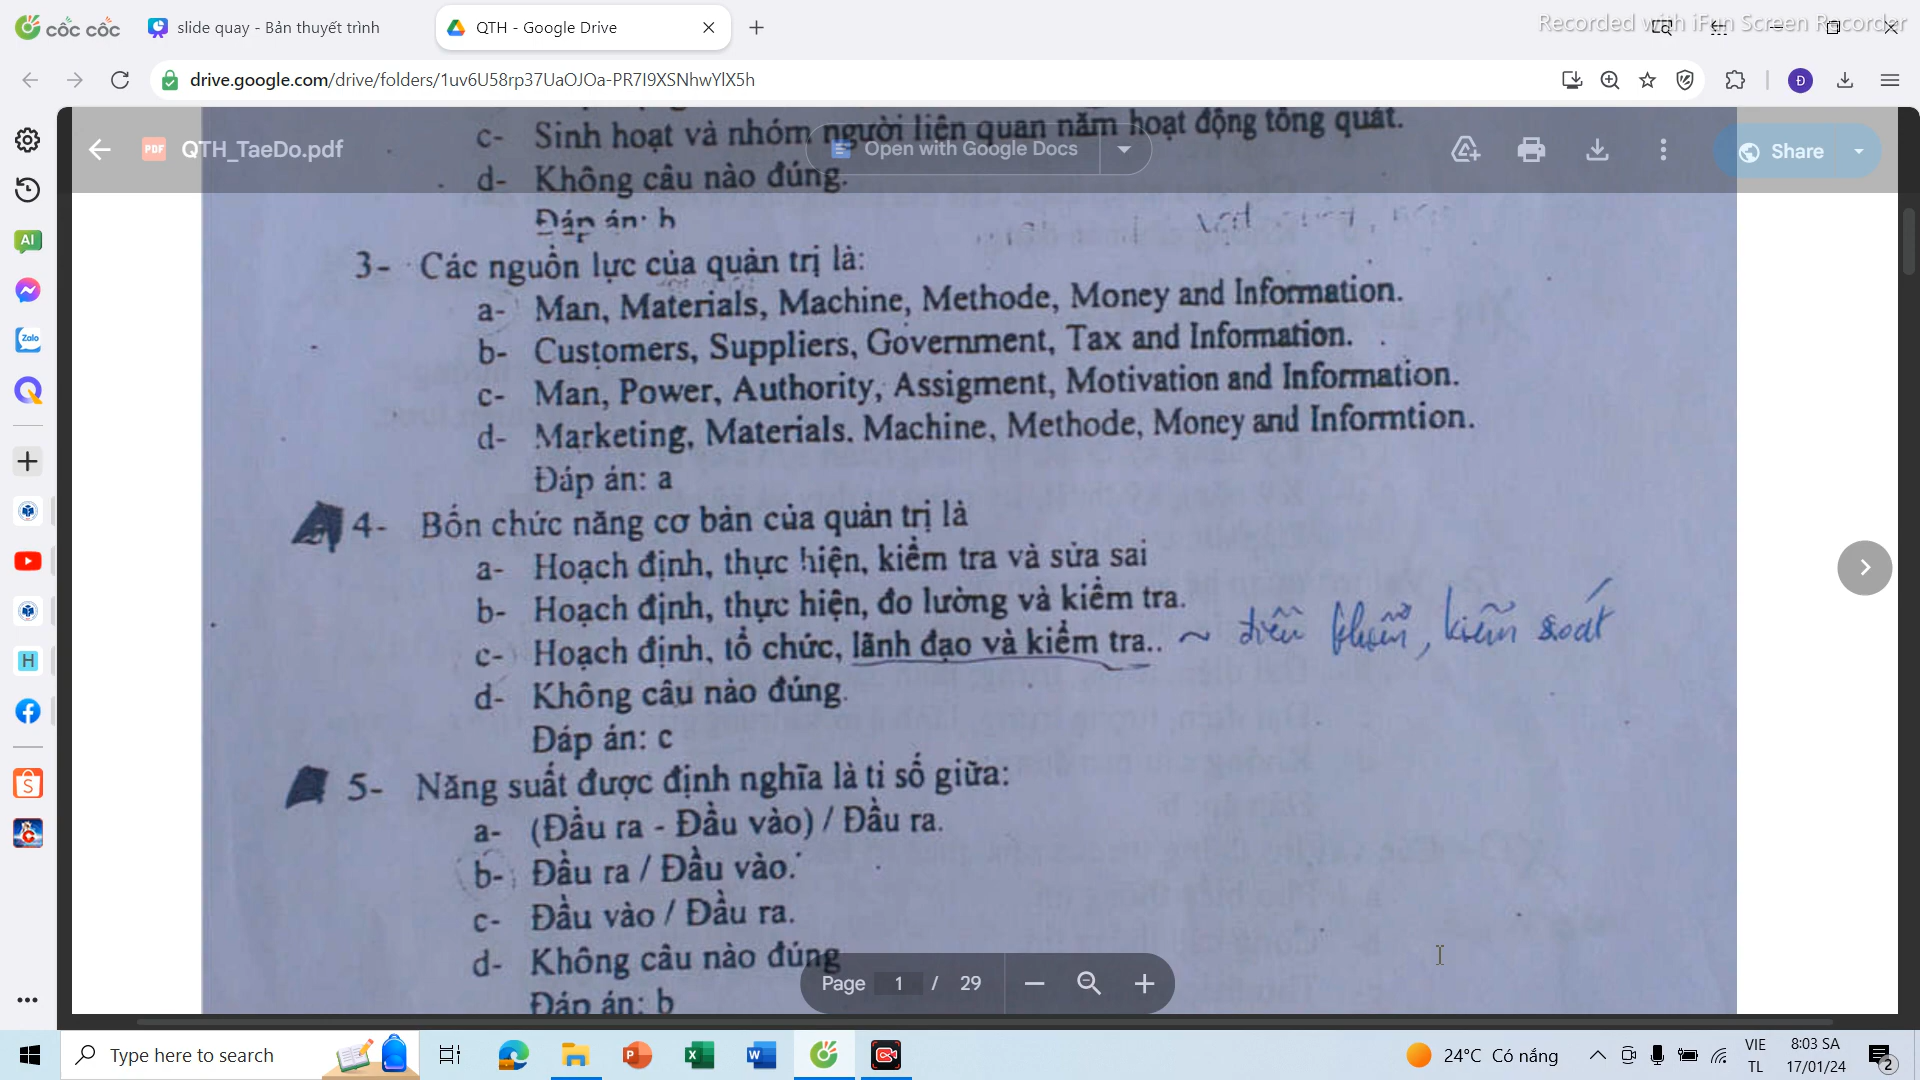 cốc cốc
slide quay - Bản thuyết trình
QTH - Google Drive
Recorded with iFun Screen Recorder
drive.google.com/drive/folders/1uv6U58rp37UaOJOa-PR7I9XSNhwYlX5h
Đ
c- Sinh hoạt và nhóm người liên quan năm hoạt động tổng quát.
QTH_TaeDo.pdf
PDF
Open with Google Docs
Share
d- Không câu nào đúng.
Đáp án: b
3- Các nguồn lực của quản trị là:
a- Man, Materials, Machine, Methode, Money and Information.
b- Customers, Suppliers, Government, Tax and Information.
c- Man, Power, Authority, Assigment, Motivation and Information.
d- Marketing, Materials. Machine, Methode, Money and Informtion.
Đáp án: a
4- Bốn chức năng cơ bản của quản trị là
a- Hoạch định, thực hiện, kiểm tra và sửa sai
b- Hoạch định, thực hiện, đo lường và kiểm tra.
c- Hoạch định, tổ chức, lãnh đạo và kiểm tra.. ~ điều khiển, kiểm soát
d- Không câu nào đúng.
Đáp án: c
5- Năng suất được định nghĩa là tỉ số giữa:
a- (Đầu ra - Đầu vào) / Đầu ra.
b- Đầu ra / Đầu vào.
c- Đầu vào / Đầu ra.
d- Không câu nào đúng
Đáp án: b
Page 1 / 29
AI
Zalo
H
Type here to search
24°C Có nắng
VIE
TL
8:03 SA
17/01/24
2